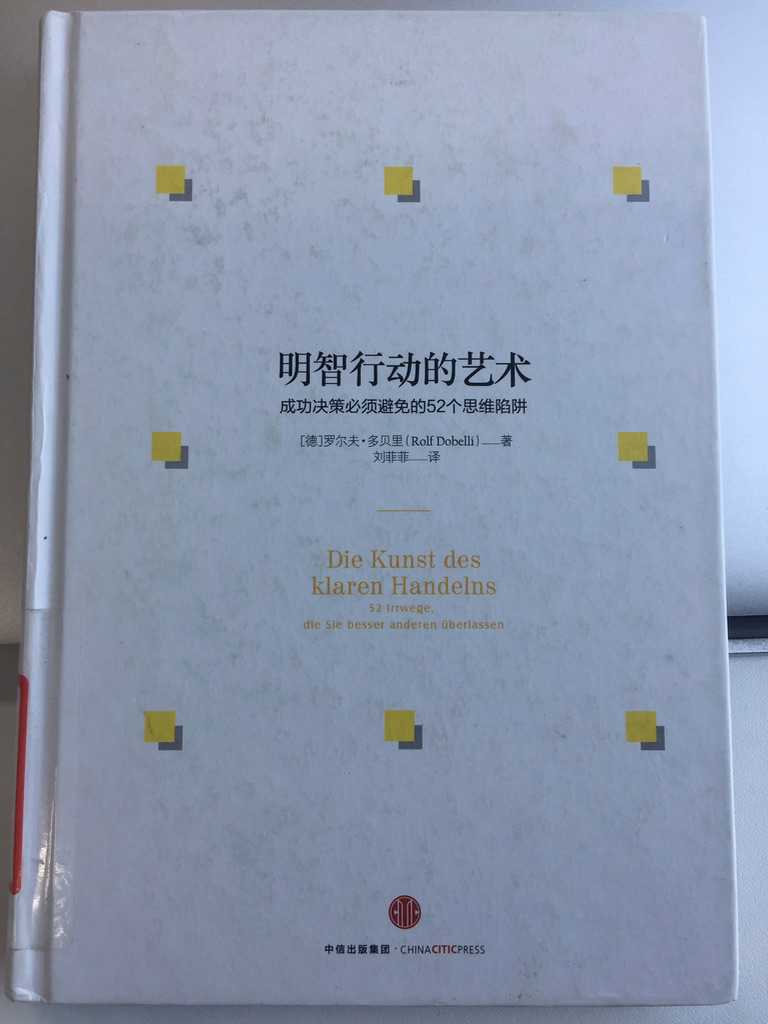 明智行动的艺术
成功决策必须避免的52个思维陷阱
[德]罗尔夫·多贝里（Rolf Dobelli）——著
刘菲菲——译
Die Kunst des
klaren Handelns
52 Irrwege,
die Sie besser anderen überlassen
中信出版集团·CHINACITICPRESS